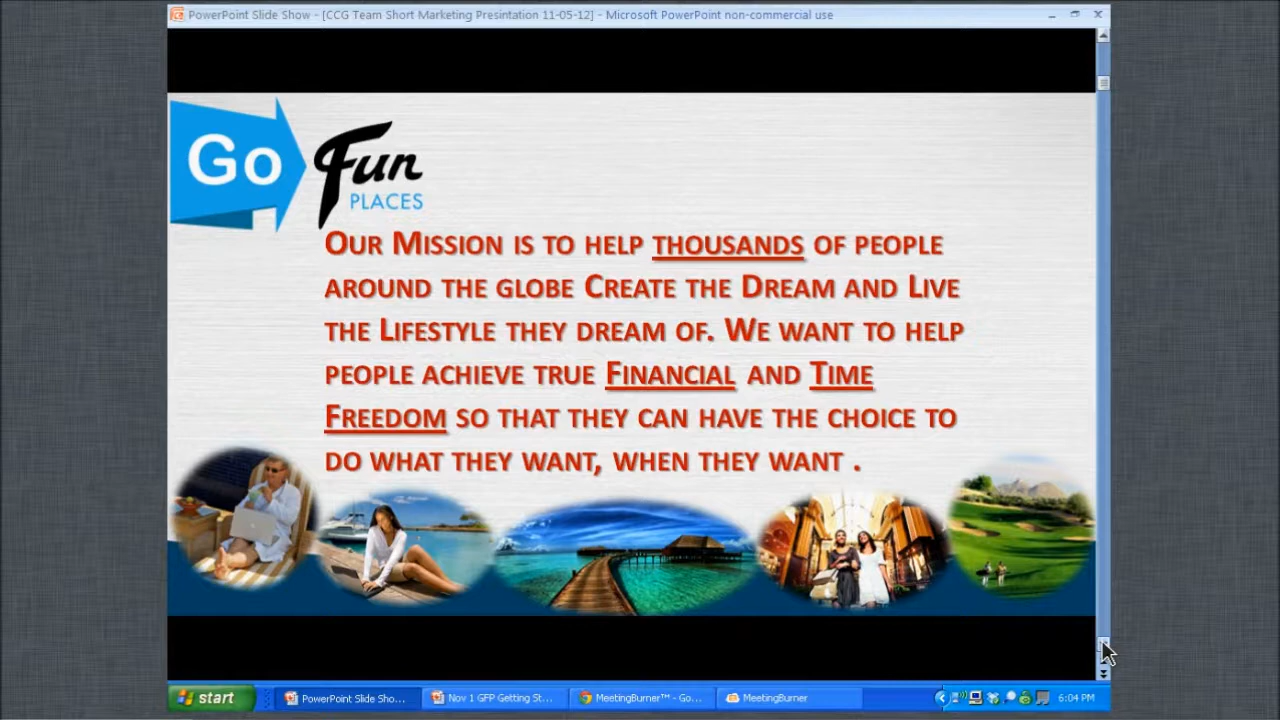 PowerPoint Slide Show - [CCG Team Short Marketing Presintation 11-05-12] - Microsoft PowerPoint non-commercial use
Go Fun
PLACES
OUR MISSION IS TO HELP THOUSANDS OF PEOPLE
AROUND THE GLOBE CREATE THE DREAM AND LIVE
THE LIFESTYLE THEY DREAM OF. WE WANT TO HELP
PEOPLE ACHIEVE TRUE FINANCIAL AND TIME
FREEDOM SO THAT THEY CAN HAVE THE CHOICE TO
DO WHAT THEY WANT, WHEN THEY WANT .
start PowerPoint Slide Sho... Nov 1 GFP Getting St... MeetingBurner™ - Go... MeetingBurner 6:04 PM